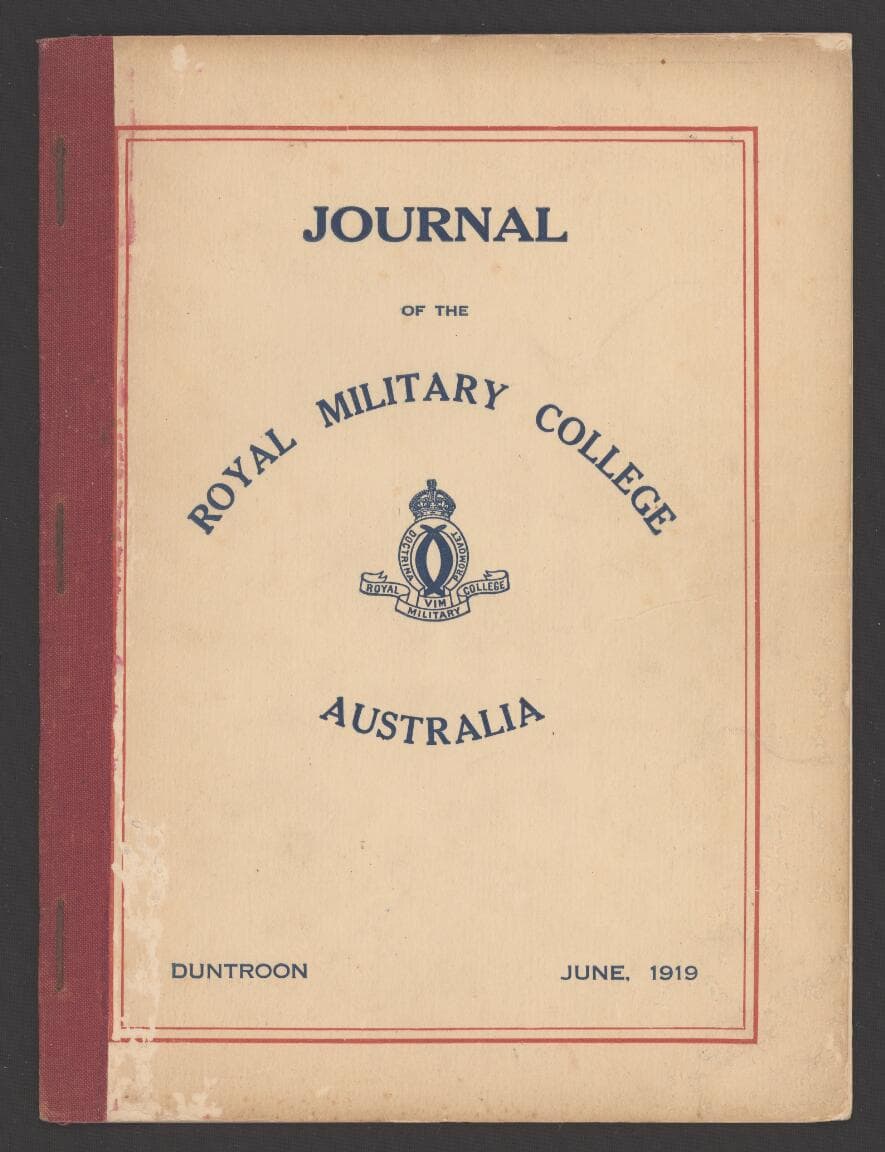 JOURNAL
OF THE
ROYAL MILITARY COLLEGE
DOCTRINA VIM PROMOVET
ROYAL MILITARY COLLEGE
AUSTRALIA
DUNTROON
JUNE, 1919